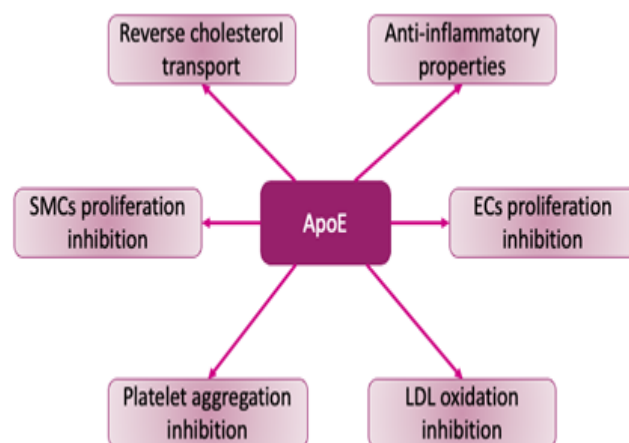 Reverse cholesterol
transport
Anti-inflammatory
properties
SMCs proliferation
inhibition
ApoE
ECs proliferation
inhibition
Platelet aggregation
inhibition
LDL oxidation
inhibition